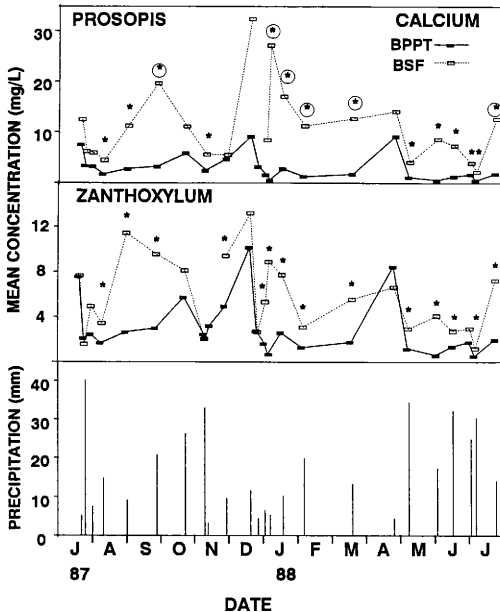 PROSOPIS
CALCIUM
BPPT
BSF
30
20
10
ZANTHOXYLUM
12
8
4
MEAN CONCENTRATION (mg/L)
40
30
20
10
0
PRECIPITATION (mm)
J A S O N D J F M A M J J
87 88
DATE